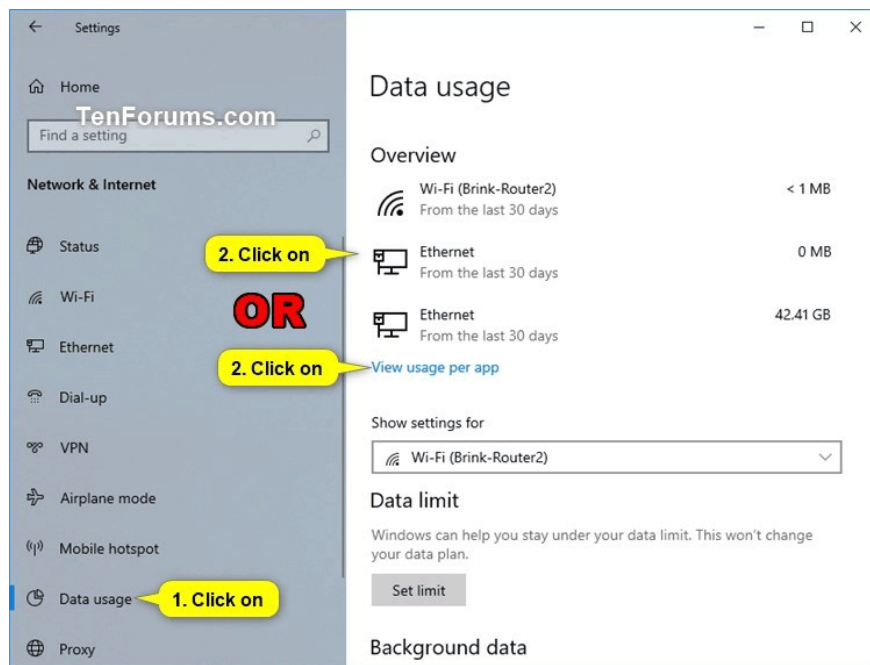 Settings
Home
TenForums.com
Find a setting
Network & Internet
Status
Wi-Fi
Ethernet
Dial-up
VPN
Airplane mode
Mobile hotspot
Data usage
1. Click on
Proxy
2. Click on
OR
2. Click on
Data usage
Overview
Wi-Fi (Brink-Router2) < 1 MB
From the last 30 days
Ethernet 0 MB
From the last 30 days
Ethernet 42.41 GB
From the last 30 days
View usage per app
Show settings for
Wi-Fi (Brink-Router2)
Data limit
Windows can help you stay under your data limit. This won't change
your data plan.
Set limit
Background data